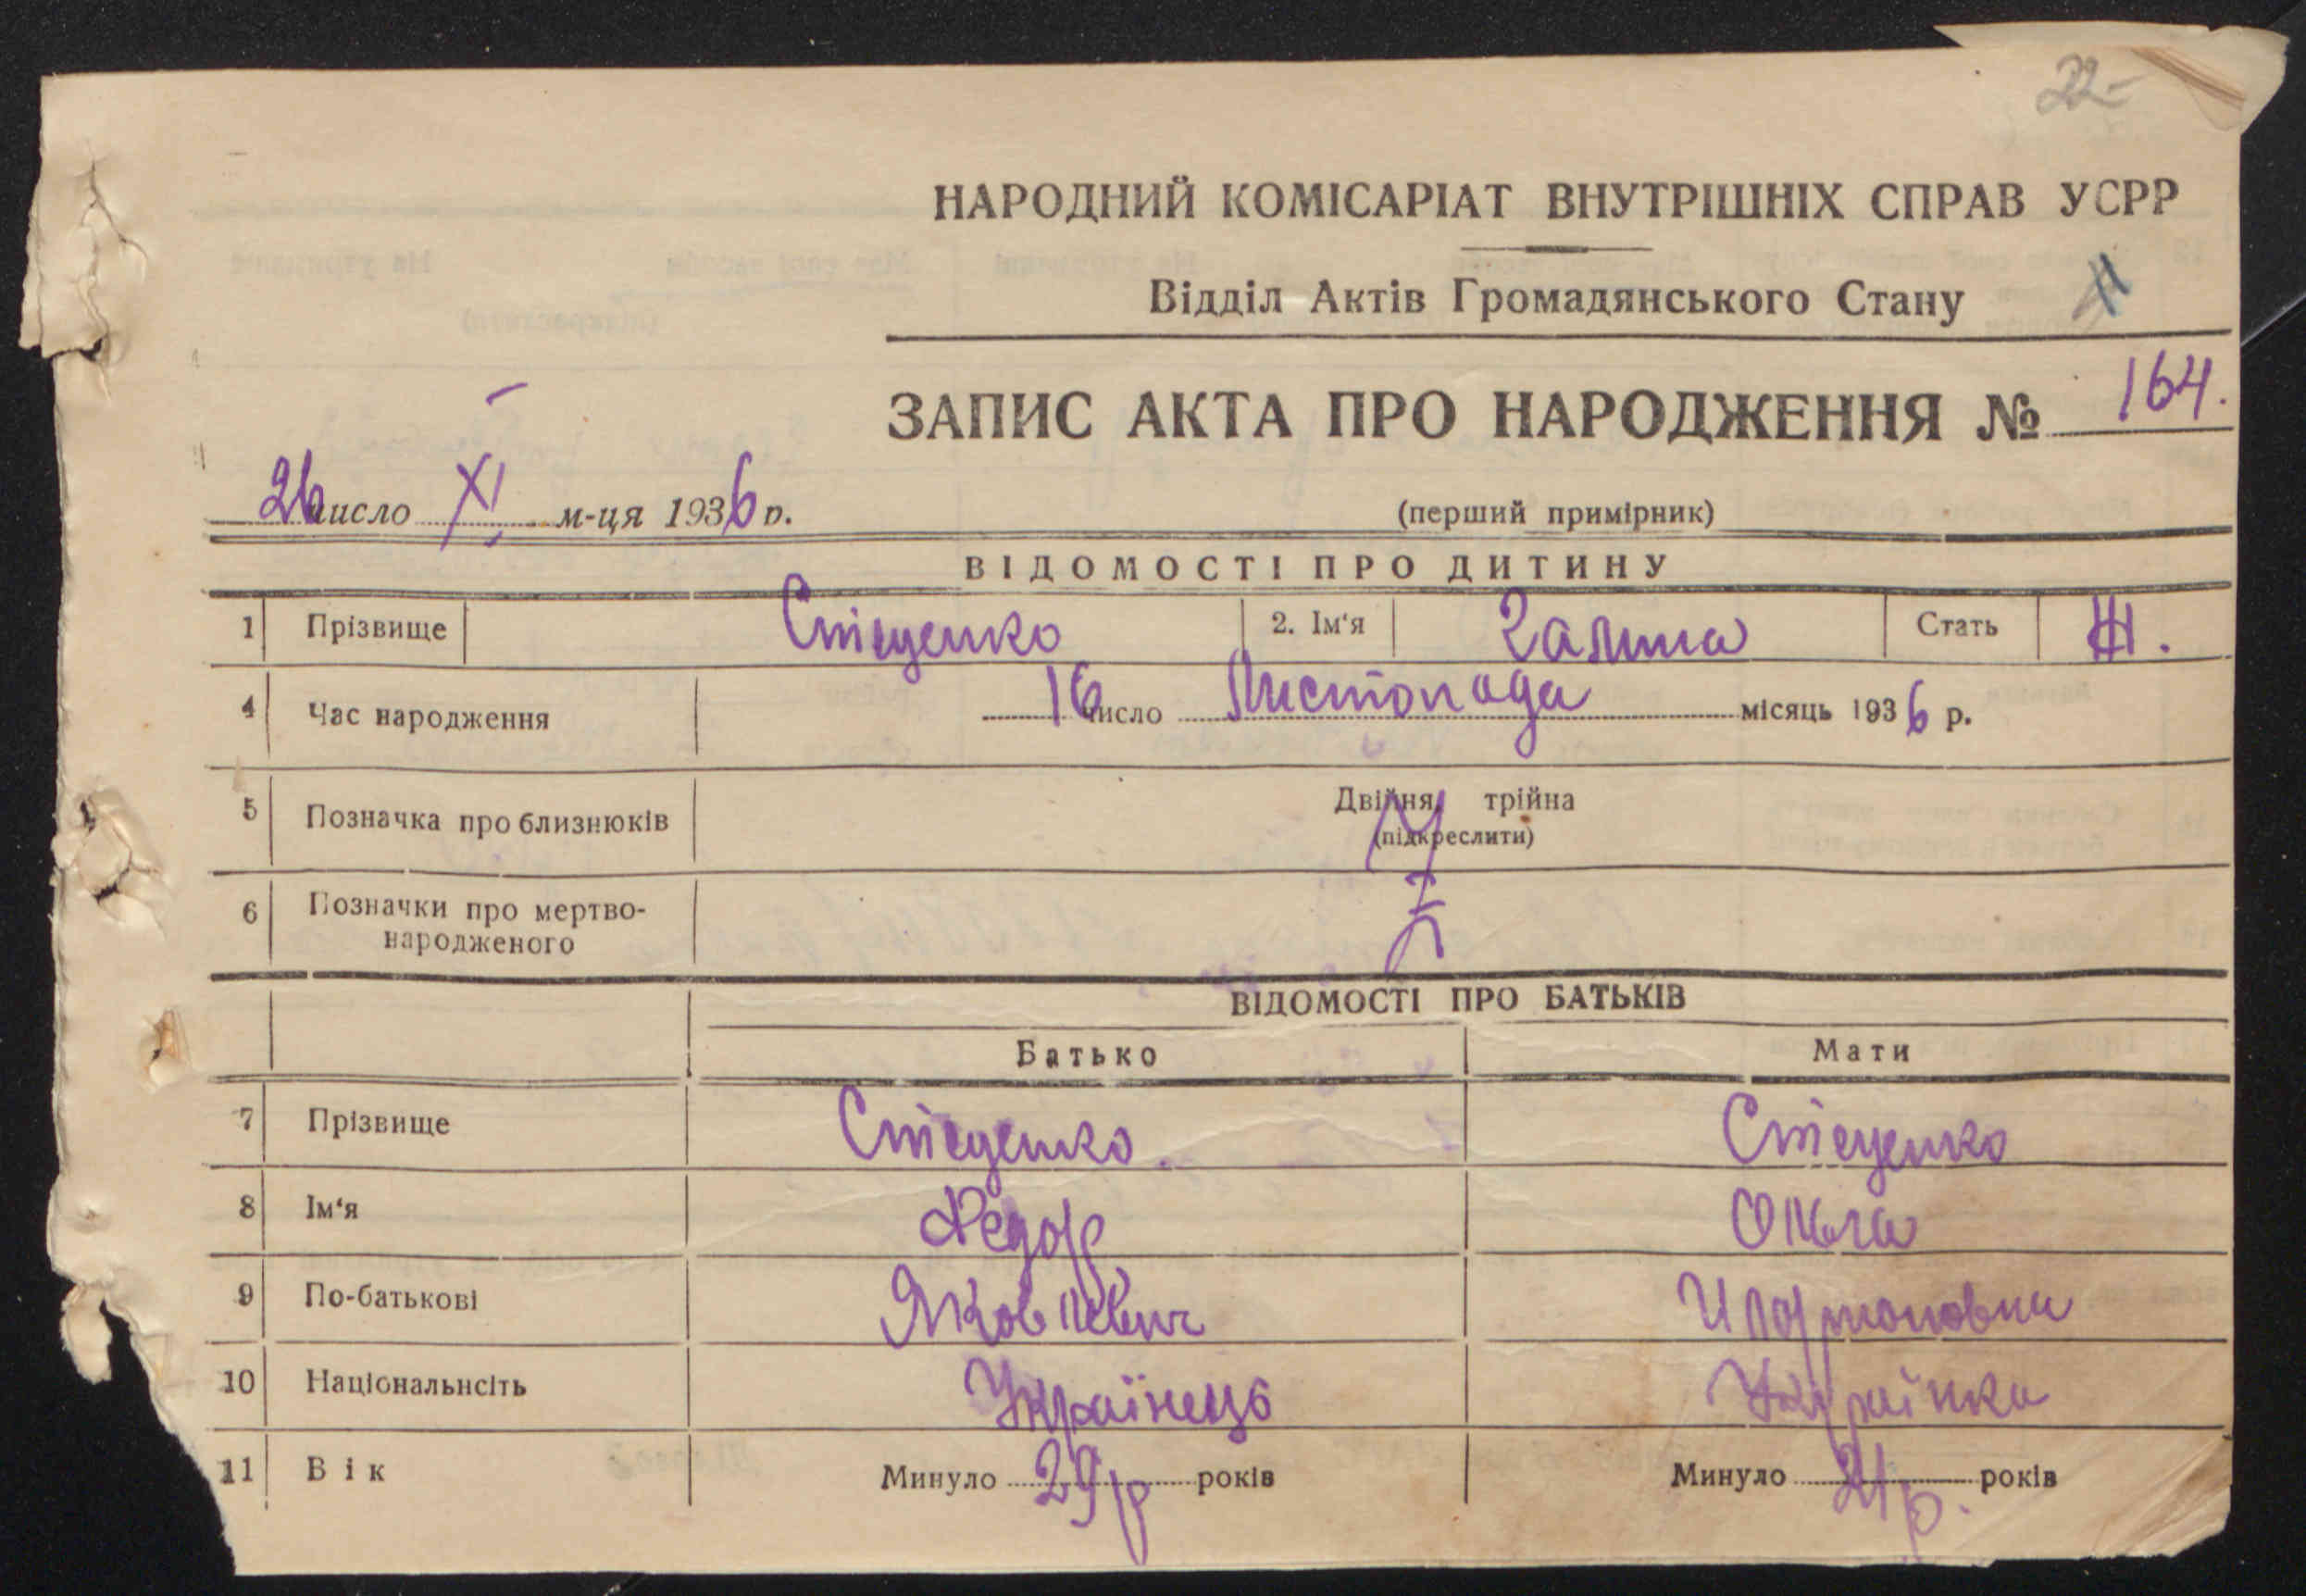 22-
НАРОДНИЙ КОМІСАРІАТ ВНУТРІШНІХ СПРАВ УСРР
Відділ Актів Громадянського Стану
ЗАПИС АКТА ПРО НАРОДЖЕННЯ № 164.
26 число XI м-ця 1936 р.
(перший примірник)
ВІДОМОСТІ ПРО ДИТИНУ
1 Прізвище Стеценко 2. Ім'я Галина Стать Ж.
4 Час народження 16 число Листопада місяць 1936 р.
5 Позначка про близнюків Двійня, трійна
(підкреслити)
6 Позначки про мертво-
народженого
ВІДОМОСТІ ПРО БАТЬКІВ
Батько Мати
7 Прізвище Стеценко. Стеценко
8 Ім'я Федор Ольга
9 По-батькові Яковлевич
10 Національнсіть Українець Українка
11 Вік Минуло 29 р років Минуло 21 р. років